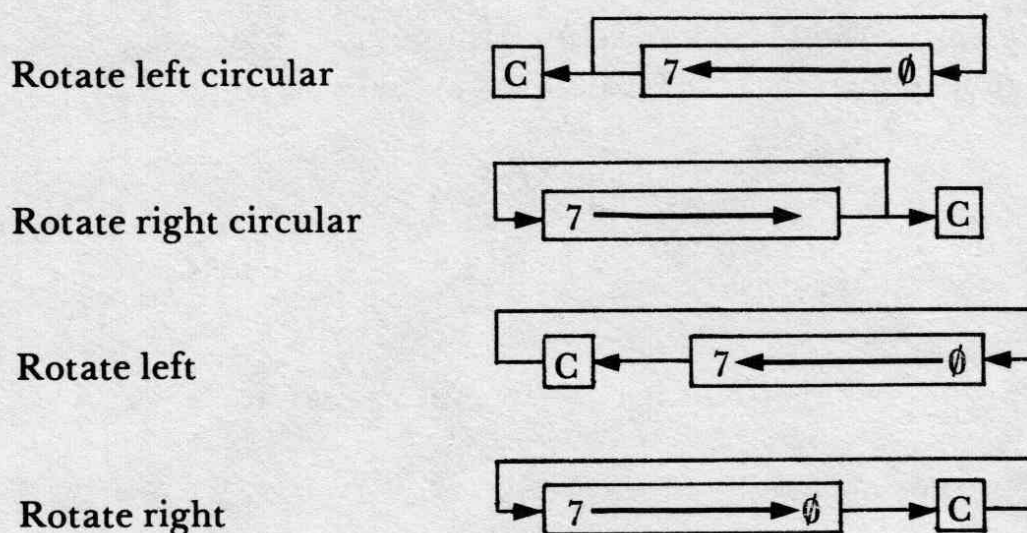 Rotate left circular C 7 Ø
Rotate right circular 7 C
Rotate left C 7 Ø
Rotate right 7 Ø C